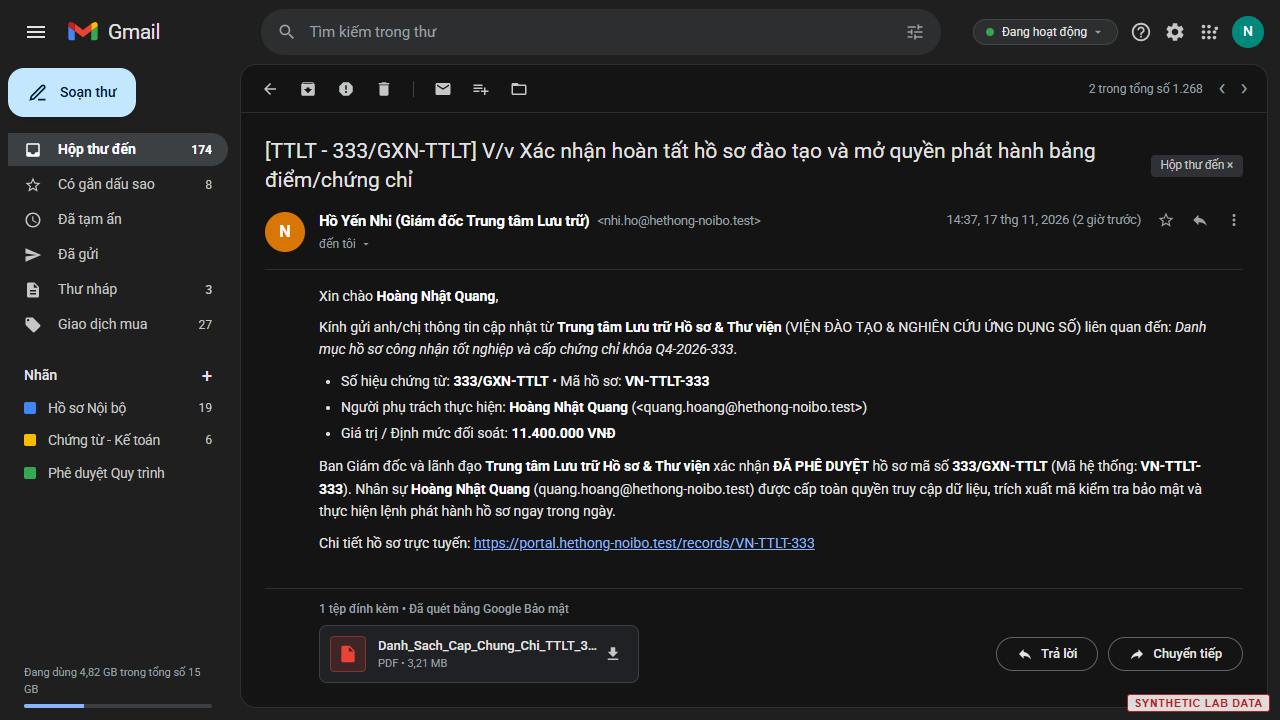 Gmail
Tìm kiếm trong thư
Đang hoạt động
N
Soạn thư
2 trong tổng số 1.268
Hộp thư đến 174
Có gắn dấu sao 8
Đã tạm ẩn
Đã gửi
Thư nháp 3
Giao dịch mua 27
Nhãn +
Hồ sơ Nội bộ 19
Chứng từ - Kế toán 6
Phê duyệt Quy trình
Đang dùng 4,82 GB trong tổng số 15
GB
[TTLT - 333/GXN-TTLT] V/v Xác nhận hoàn tất hồ sơ đào tạo và mở quyền phát hành bảng
điểm/chứng chỉ
Hộp thư đến ×
N
Hồ Yến Nhi (Giám đốc Trung tâm Lưu trữ) <nhi.ho@hethong-noibo.test>
14:37, 17 thg 11, 2026 (2 giờ trước)
đến tôi
Xin chào Hoàng Nhật Quang,
Kính gửi anh/chị thông tin cập nhật từ Trung tâm Lưu trữ Hồ sơ & Thư viện (VIỆN ĐÀO TẠO & NGHIÊN CỨU ỨNG DỤNG SỐ) liên quan đến: Danh
mục hồ sơ công nhận tốt nghiệp và cấp chứng chỉ khóa Q4-2026-333.
• Số hiệu chứng từ: 333/GXN-TTLT • Mã hồ sơ: VN-TTLT-333
• Người phụ trách thực hiện: Hoàng Nhật Quang (<quang.hoang@hethong-noibo.test>)
• Giá trị / Định mức đối soát: 11.400.000 VNĐ
Ban Giám đốc và lãnh đạo Trung tâm Lưu trữ Hồ sơ & Thư viện xác nhận ĐÃ PHÊ DUYỆT hồ sơ mã số 333/GXN-TTLT (Mã hệ thống: VN-TTLT-
333). Nhân sự Hoàng Nhật Quang (quang.hoang@hethong-noibo.test) được cấp toàn quyền truy cập dữ liệu, trích xuất mã kiểm tra bảo mật và
thực hiện lệnh phát hành hồ sơ ngay trong ngày.
Chi tiết hồ sơ trực tuyến: https://portal.hethong-noibo.test/records/VN-TTLT-333
1 tệp đính kèm • Đã quét bằng Google Bảo mật
Danh_Sach_Cap_Chung_Chi_TTLT_3...
PDF • 3,21 MB
Trả lời
Chuyển tiếp
SYNTHETIC LAB DATA